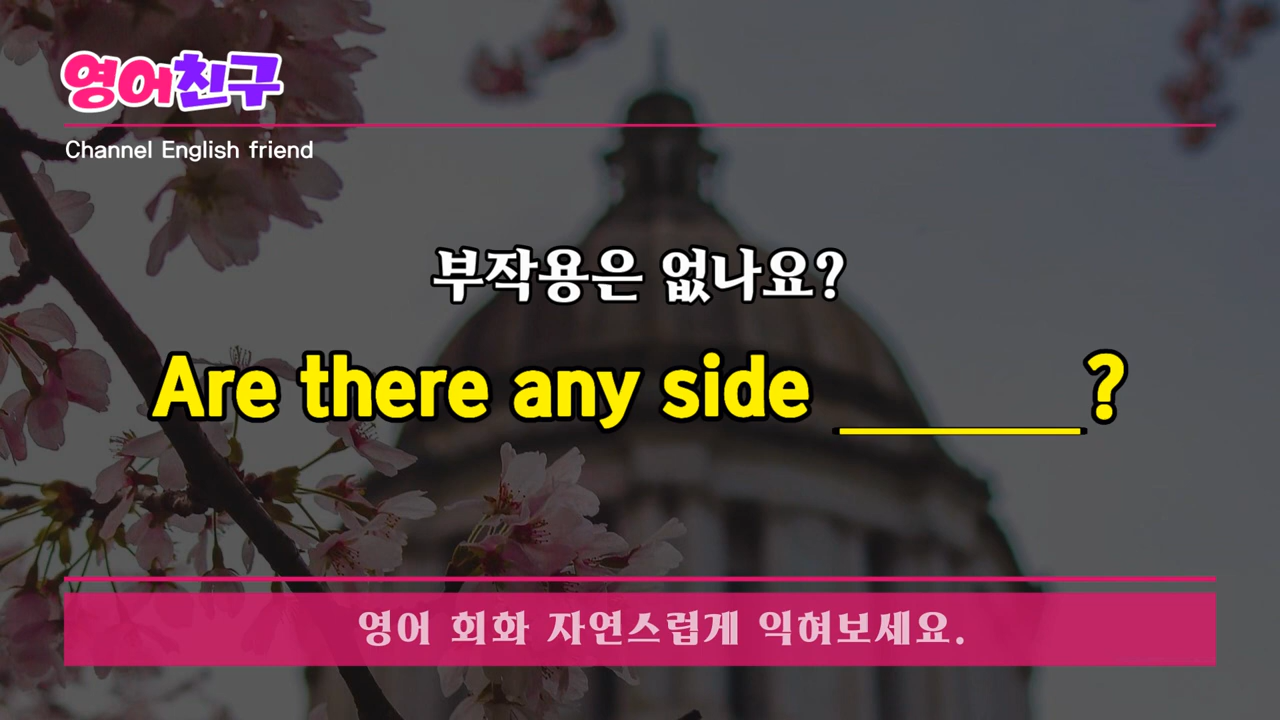 영어친구
Channel English friend
부작용은 없나요?
Are there any side ______?
영어 회화 자연스럽게 익혀보세요.